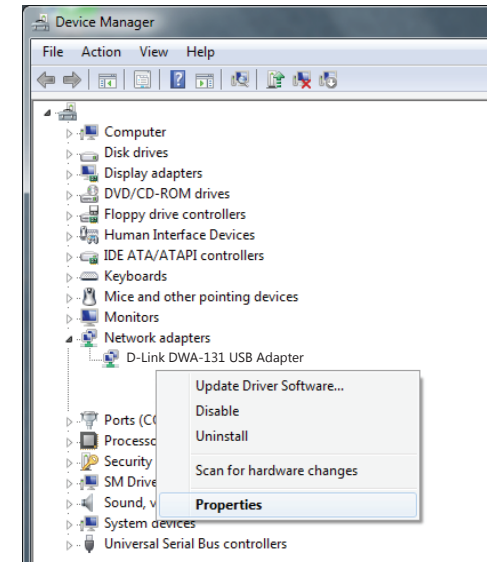 Device Manager
File Action View Help
Computer
Disk drives
Display adapters
DVD/CD-ROM drives
Floppy drive controllers
Human Interface Devices
IDE ATA/ATAPI controllers
Keyboards
Mice and other pointing devices
Monitors
Network adapters
D-Link DWA-131 USB Adapter
Update Driver Software...
Disable
Uninstall
Scan for hardware changes
Properties
Ports
Security
SM
Sound,
System devices
Universal Serial Bus controllers